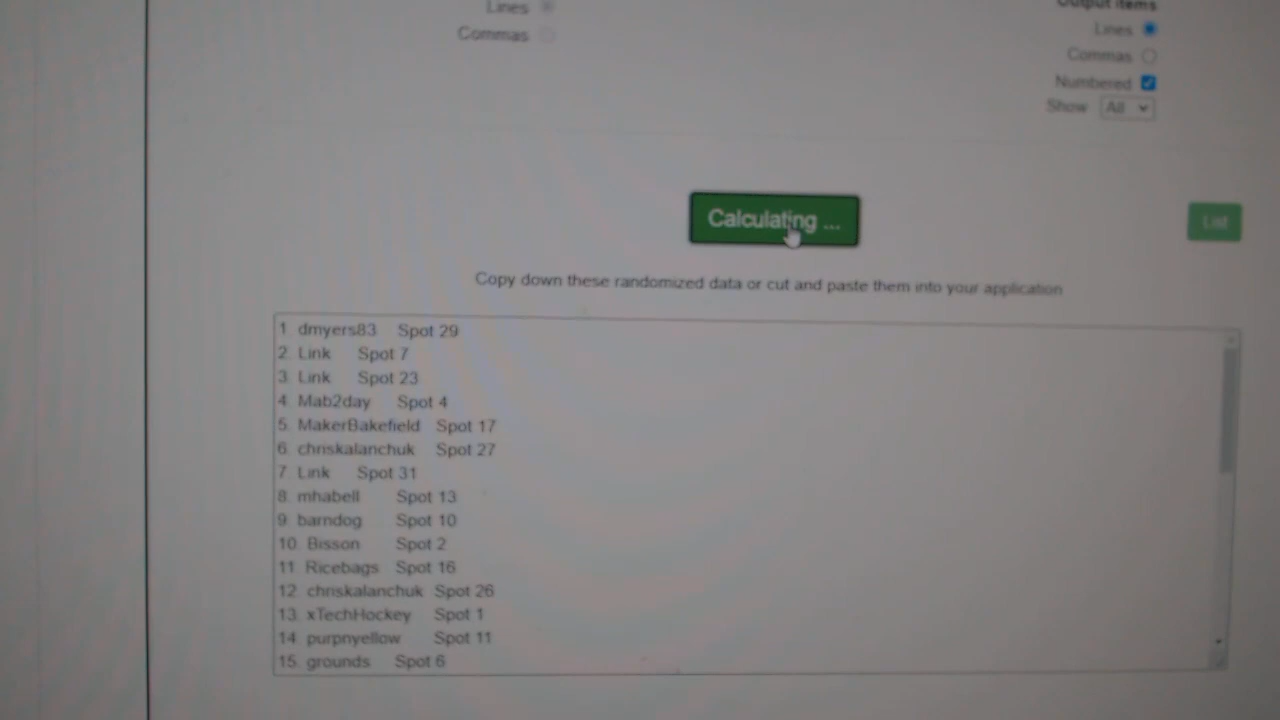 Lines
Commas
Output items
Lines
Commas
Numbered
Show All
Calculating ...
List
Copy down these randomized data or cut and paste them into your application
1. dmyers83 Spot 29
2. Link Spot 7
3. Link Spot 23
4. Mab2day Spot 4
5. MakerBakefield Spot 17
6. chriskalanchuk Spot 27
7. Link Spot 31
8. mhabell Spot 13
9. barndog Spot 10
10. Bisson Spot 2
11. Ricebags Spot 16
12. chriskalanchuk Spot 26
13. xTechHockey Spot 1
14. purpnyellow Spot 11
15. grounds Spot 6